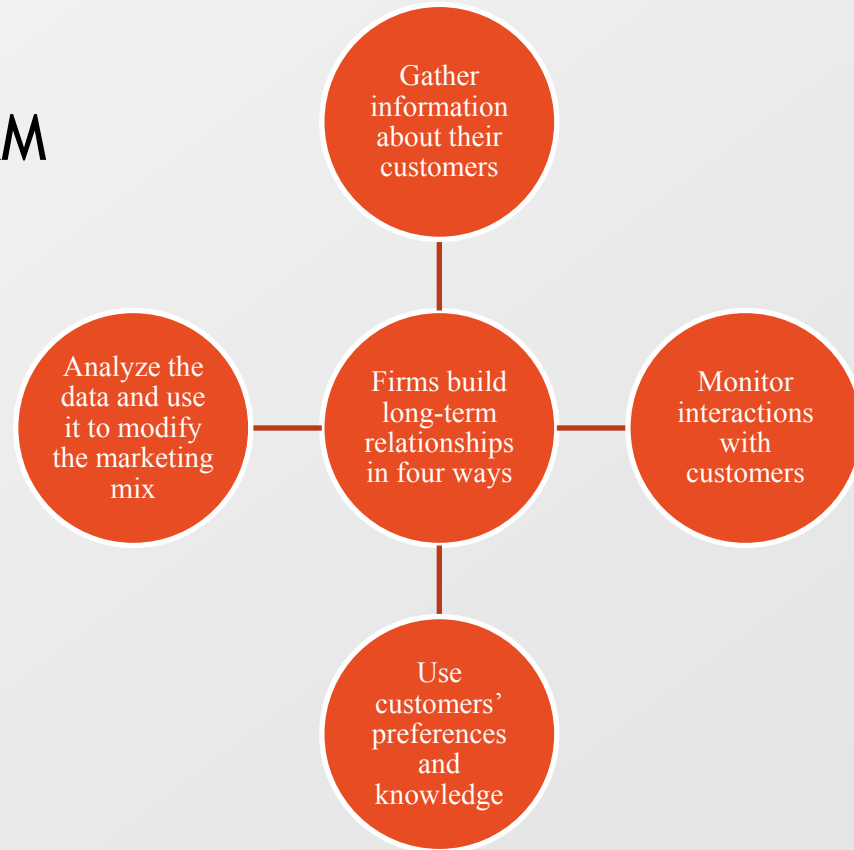 Gather
information
about their
customers
Analyze the
data and use
it to modify
the marketing
mix
Firms build
long-term
relationships
in four ways
Monitor
interactions
with
customers
Use
customers’
preferences
and
knowledge